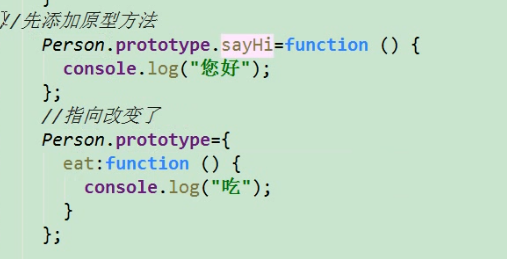 }
//先添加原型方法
Person.prototype.sayHi=function () {
console.log("您好");
};
//指向改变了
Person.prototype={
eat:function () {
console.log("吃");
}
};